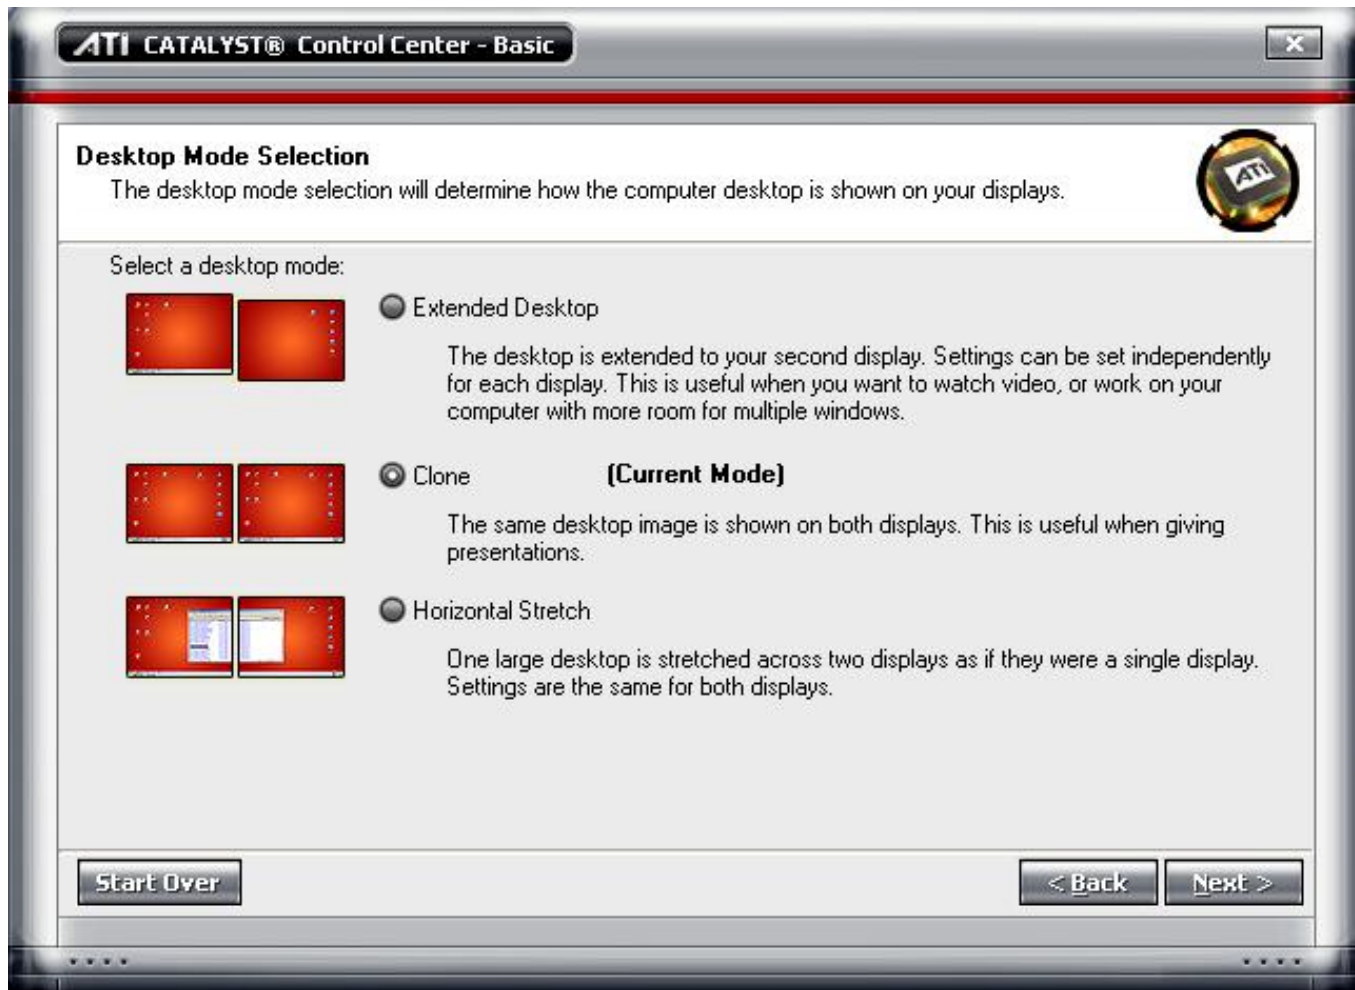 ATI CATALYST® Control Center - Basic
Desktop Mode Selection
The desktop mode selection will determine how the computer desktop is shown on your displays.
ATI
Select a desktop mode:
Extended Desktop
The desktop is extended to your second display. Settings can be set independently
for each display. This is useful when you want to watch video, or work on your
computer with more room for multiple windows.
Clone (Current Mode)
The same desktop image is shown on both displays. This is useful when giving
presentations.
Horizontal Stretch
One large desktop is stretched across two displays as if they were a single display.
Settings are the same for both displays.
Start Over
< Back
Next >